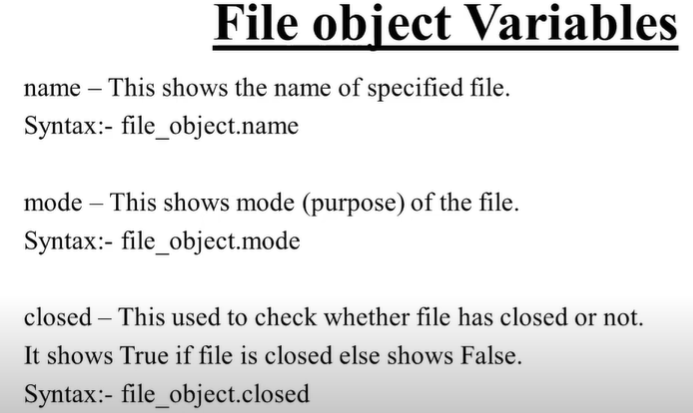 File object Variables
name – This shows the name of specified file.
Syntax:- file_object.name
mode – This shows mode (purpose) of the file.
Syntax:- file_object.mode
closed – This used to check whether file has closed or not.
It shows True if file is closed else shows False.
Syntax:- file_object.closed